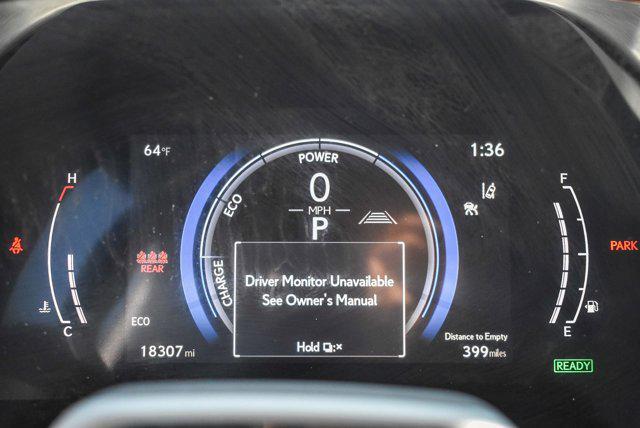 64°F
1:36
POWER
ECO
CHARGE
0
MPH
P
H
C
F
E
REAR
PARK
Driver Monitor Unavailable
See Owner's Manual
Hold
ECO
18307 mi
Distance to Empty
399 miles
READY